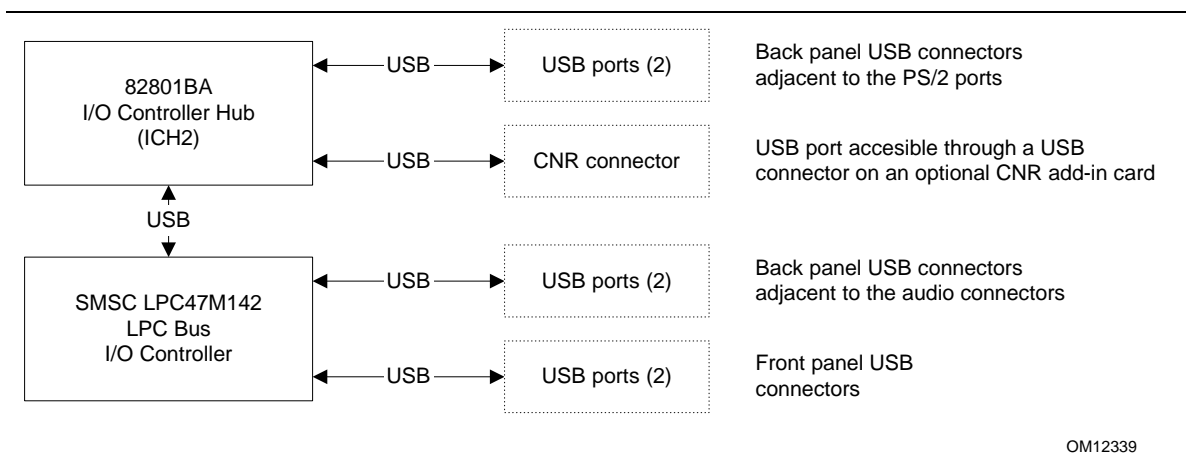 82801BA
I/O Controller Hub
(ICH2)
USB
USB ports (2)
Back panel USB connectors
adjacent to the PS/2 ports
USB
CNR connector
USB port accesible through a USB
connector on an optional CNR add-in card
USB
SMSC LPC47M142
LPC Bus
I/O Controller
USB
USB ports (2)
Back panel USB connectors
adjacent to the audio connectors
USB
USB ports (2)
Front panel USB
connectors
OM12339